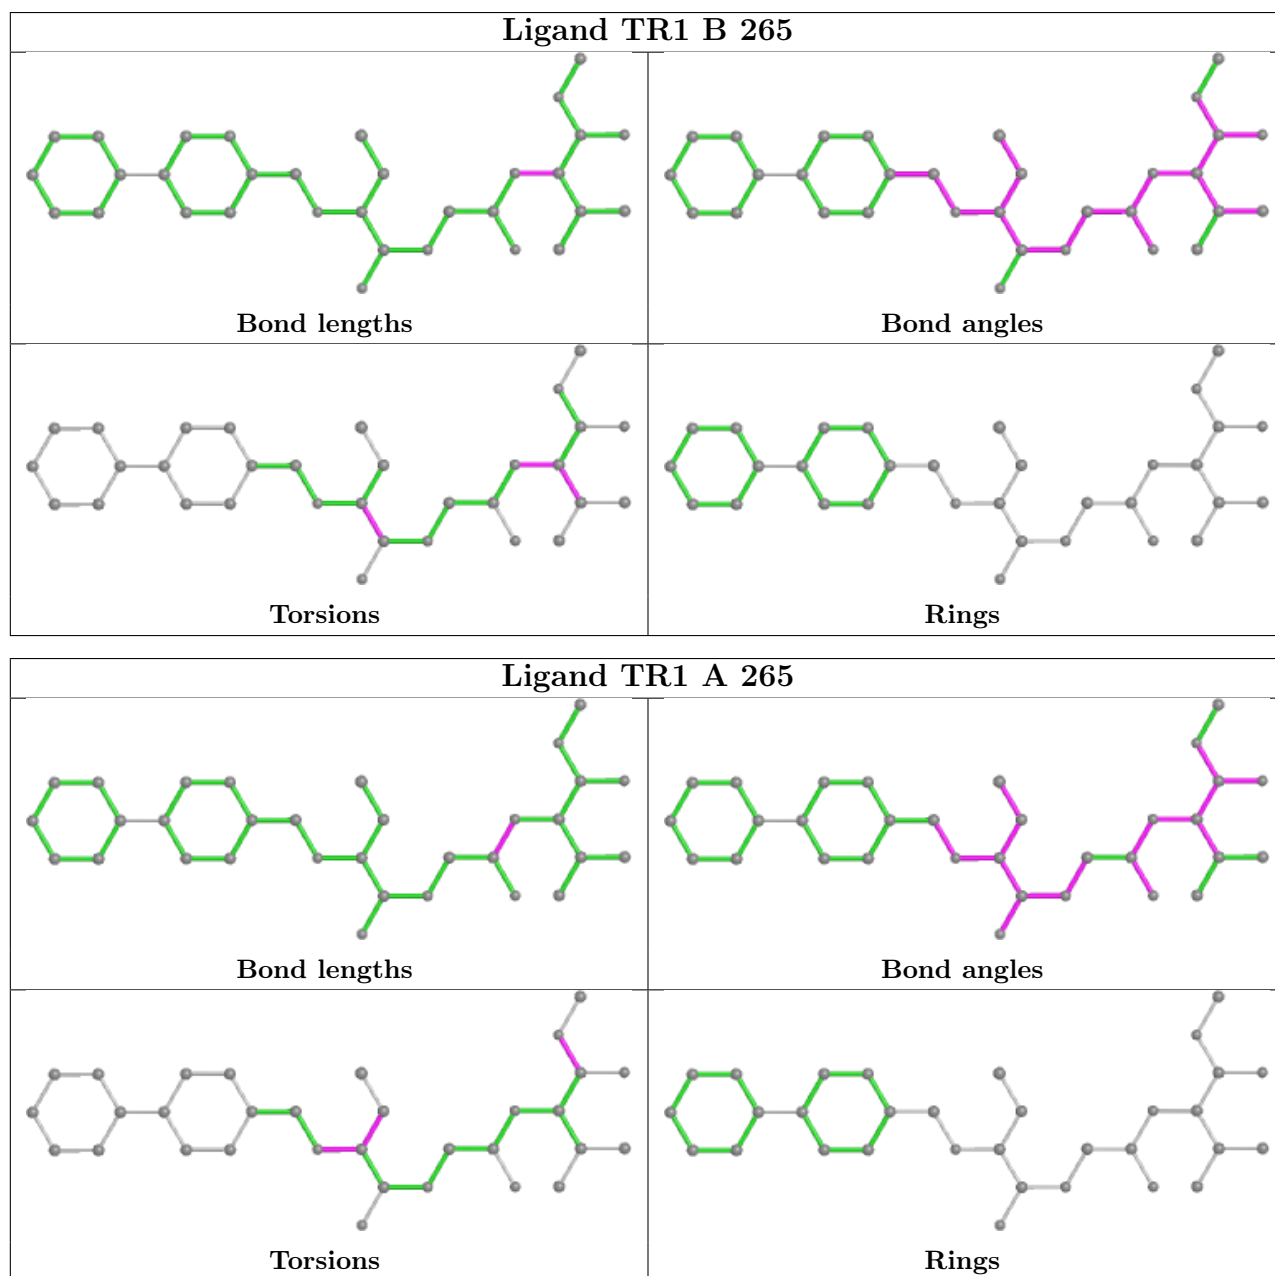 Ligand TR1 B 265
Bond lengths
Bond angles
Torsions
Rings
Ligand TR1 A 265
Bond lengths
Bond angles
Torsions
Rings